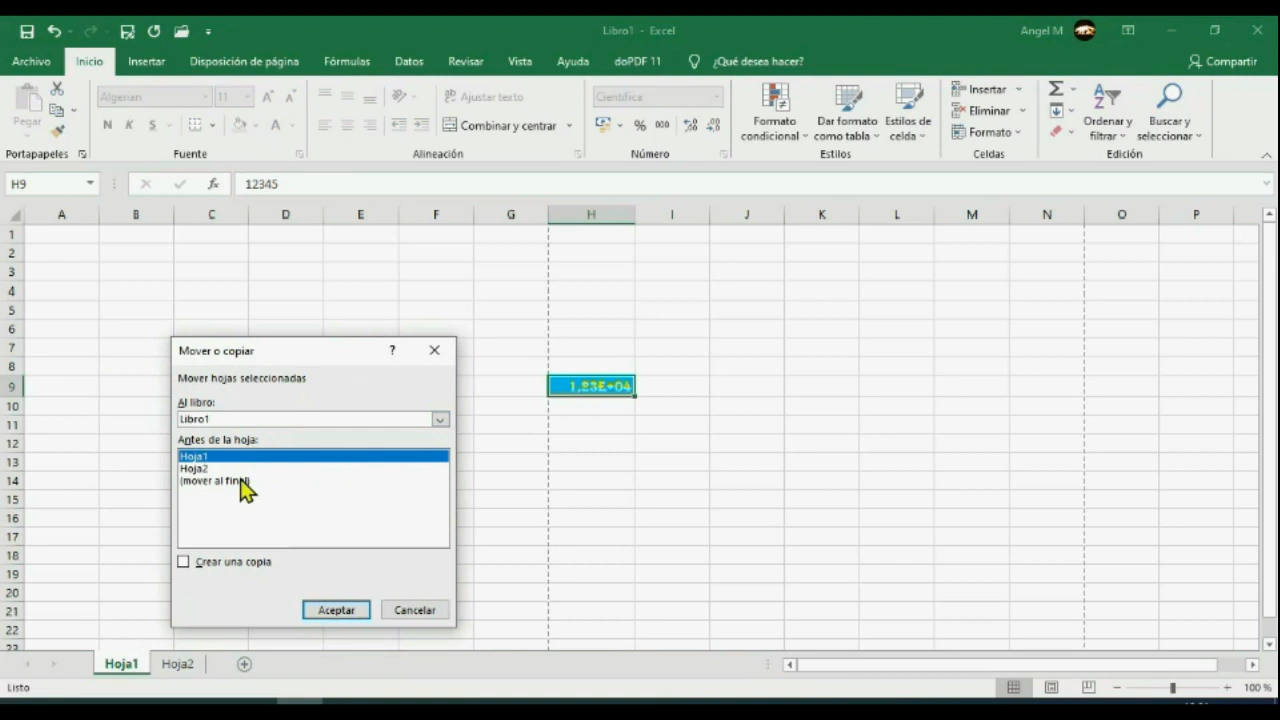 Libro1 - Excel
Angel M
Archivo
Inicio
Insertar
Disposición de página
Fórmulas
Datos
Revisar
Vista
Ayuda
doPDF 11
¿Qué desea hacer?
Compartir
Pegar
Portapapeles
Algerian
11
A A
N K S
A
Fuente
ab
Ajustar texto
Combinar y centrar
Alineación
Científica
% 000
Número
Formato condicional
Dar formato como tabla
Estilos de celda
Estilos
Insertar
Eliminar
Formato
Celdas
Σ
Ordenar y filtrar
Buscar y seleccionar
Edición
H9
fx
12345
A B C D E F G H I J K L M N O P
1
2
3
4
5
6
7
8
9 1,23E+04
10
11
12
13
14
15
16
17
18
19
20
21
22
23
Mover o copiar
?
Mover hojas seleccionadas
Al libro:
Libro1
Antes de la hoja:
Hoja1
Hoja2
(mover al final)
Crear una copia
Aceptar
Cancelar
Hoja1
Hoja2
Listo
100 %